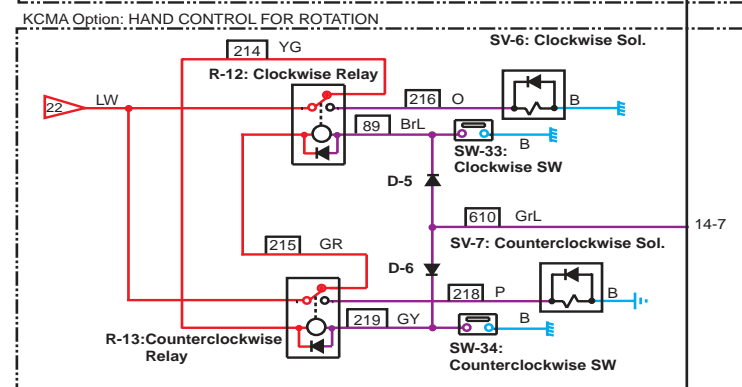 KCMA Option: HAND CONTROL FOR ROTATION
214 YG
SV-6: Clockwise Sol.
R-12: Clockwise Relay
22 LW
216 O
B
89 BrL
B
SW-33:
Clockwise SW
D-5
610 GrL
14-7
215 GR
SV-7: Counterclockwise Sol.
D-6
218 P
B
R-13:Counterclockwise
Relay
219 GY
B
SW-34:
Counterclockwise SW